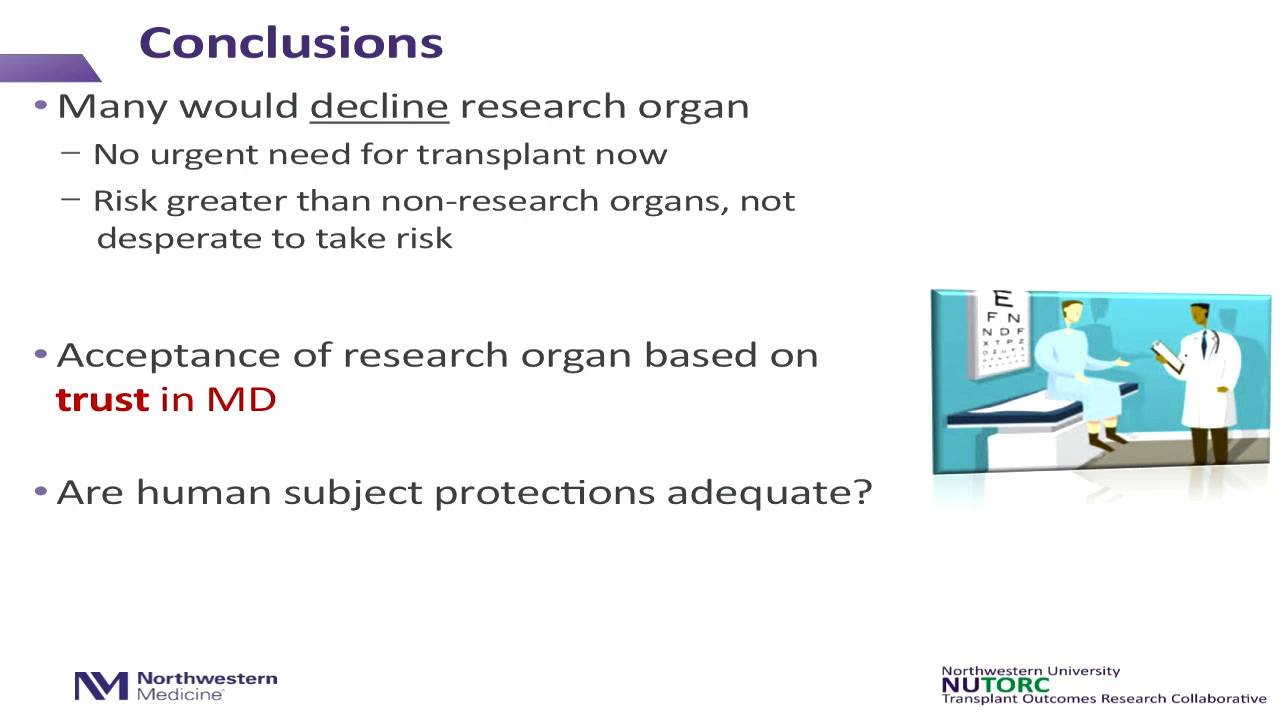 Conclusions
• Many would decline research organ
– No urgent need for transplant now
– Risk greater than non-research organs, not
desperate to take risk
• Acceptance of research organ based on
trust in MD
• Are human subject protections adequate?
E
F N
N D F
X T P Z
NM Northwestern
Medicine
Northwestern University
NUTORC
Transplant Outcomes Research Collaborative